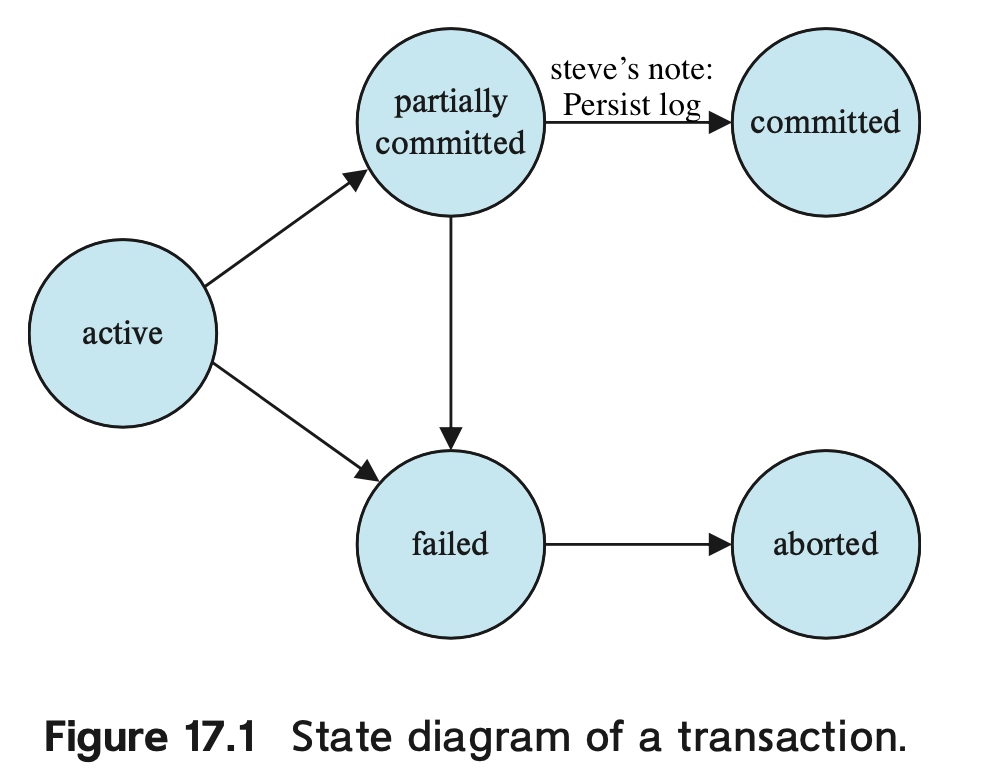 partially
committed
steve's note:
Persist log
committed
active
failed
aborted
Figure 17.1 State diagram of a transaction.